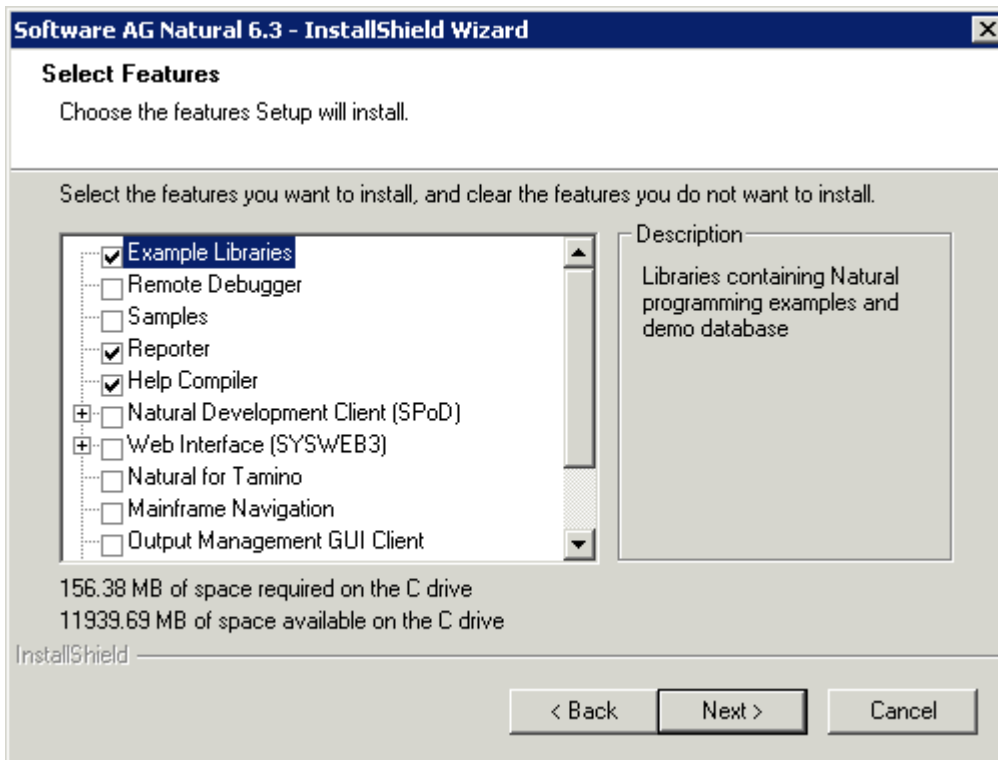 Software AG Natural 6.3 - InstallShield Wizard
Select Features
Choose the features Setup will install.
Select the features you want to install, and clear the features you do not want to install.
Example Libraries
Remote Debugger
Samples
Reporter
Help Compiler
Natural Development Client (SPoD)
Web Interface (SYSWEB3)
Natural for Tamino
Mainframe Navigation
Output Management GUI Client
Description
Libraries containing Natural
programming examples and
demo database
156.38 MB of space required on the C drive
11939.69 MB of space available on the C drive
InstallShield
< Back
Next >
Cancel